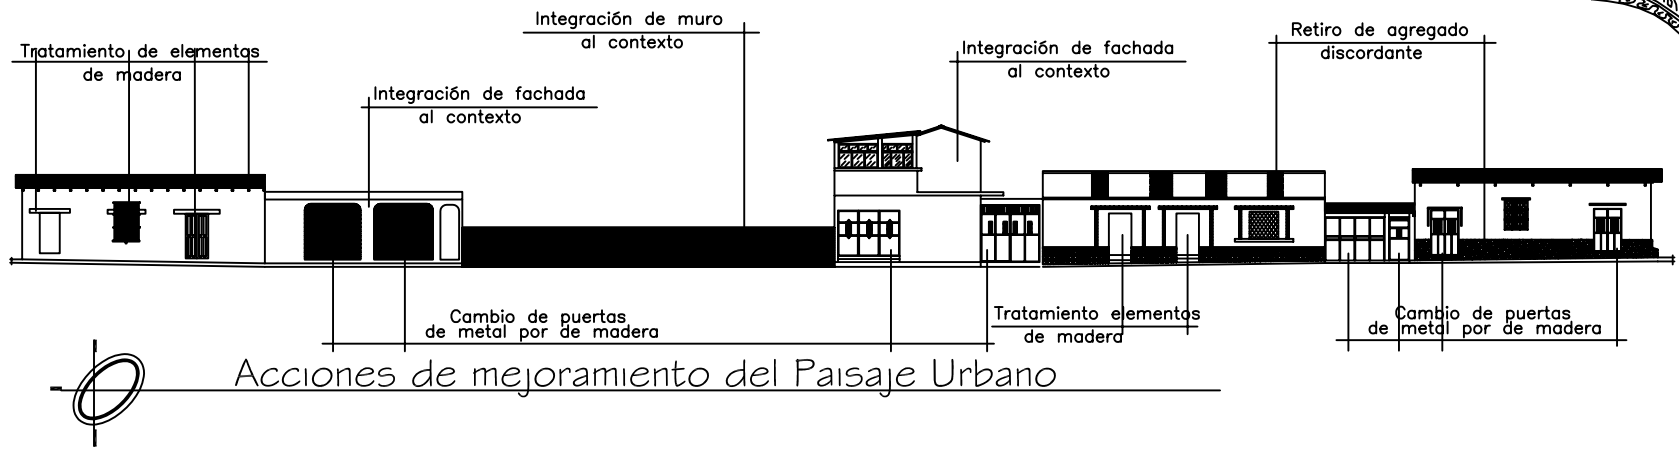 Tratamiento de elementos
de madera
Integración de fachada
al contexto
Integración de muro
al contexto
Integración de fachada
al contexto
Retiro de agregado
discordante
Cambio de puertas
de metal por de madera
Tratamiento elementos
de madera
Cambio de puertas
de metal por de madera
Acciones de mejoramiento del Paisaje Urbano